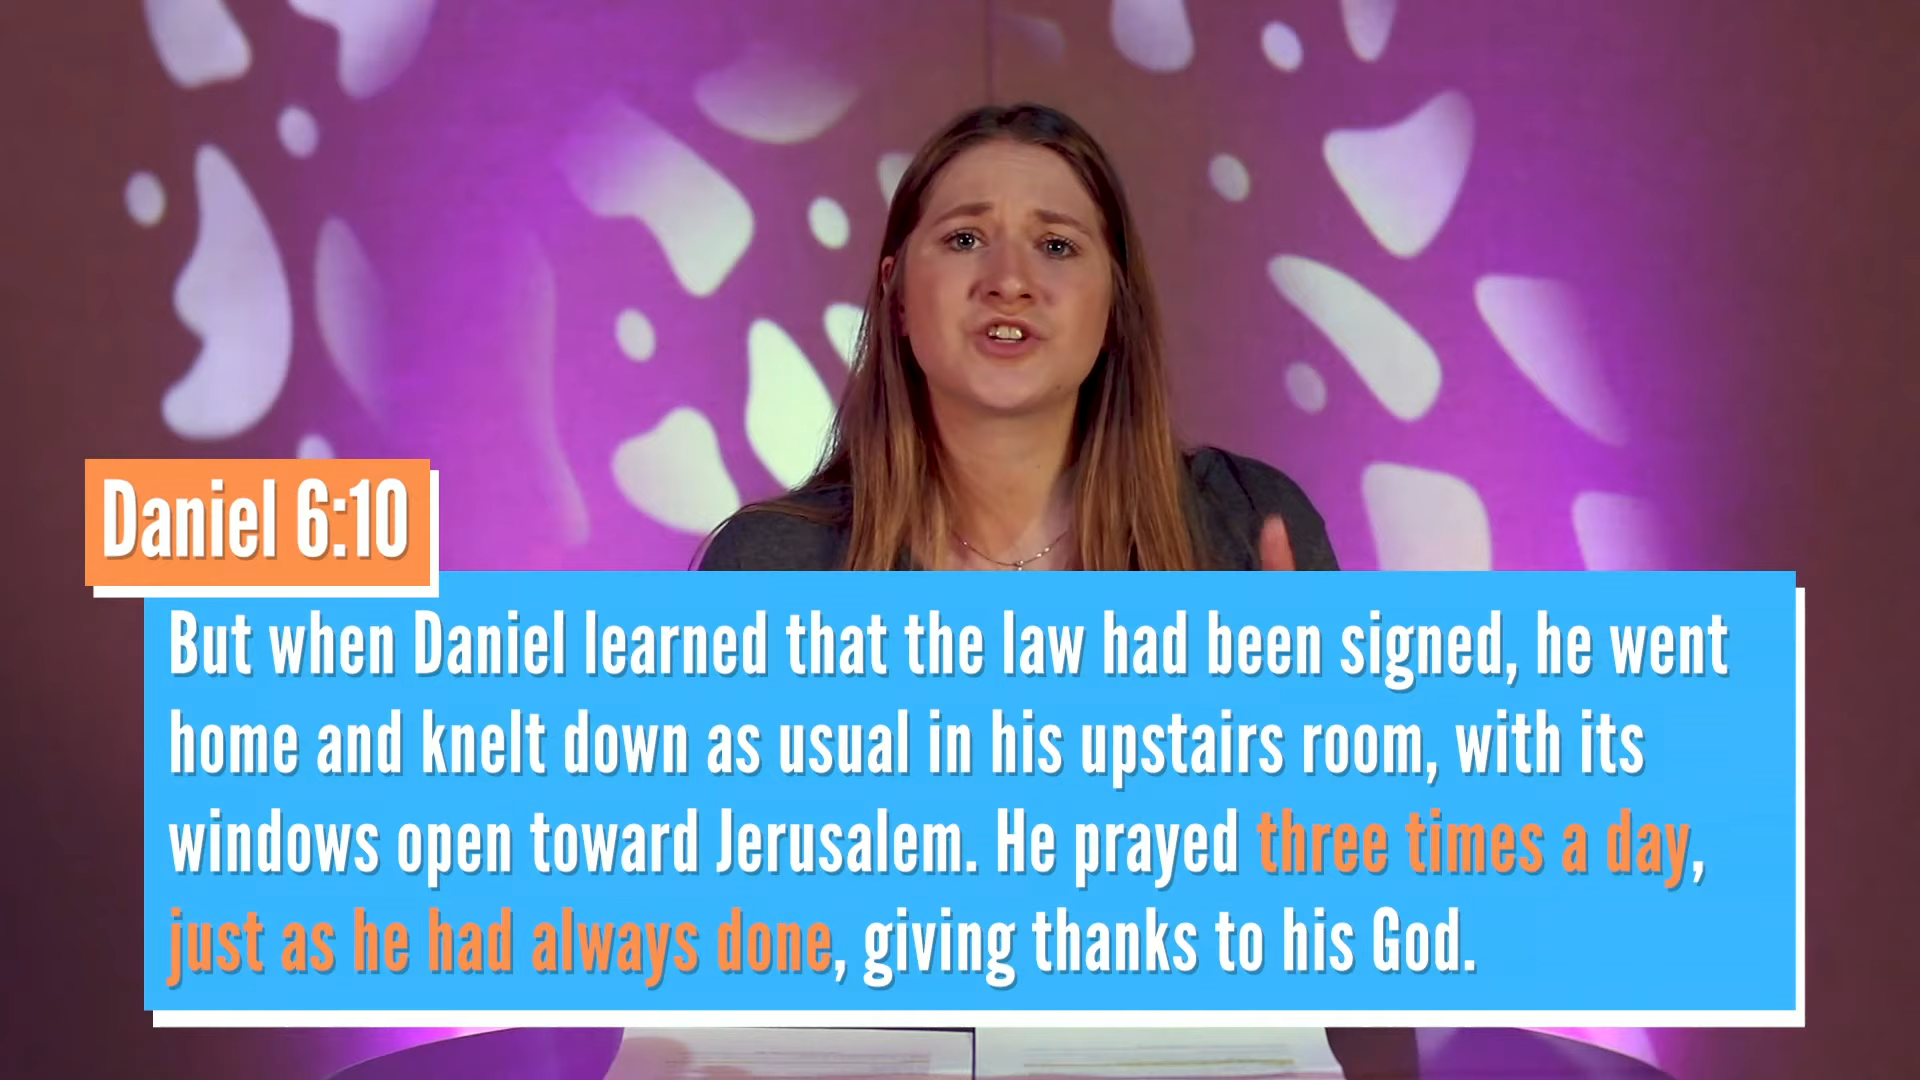 Daniel 6:10
But when Daniel learned that the law had been signed, he went
home and knelt down as usual in his upstairs room, with its
windows open toward Jerusalem. He prayed three times a day,
just as he had always done, giving thanks to his God.